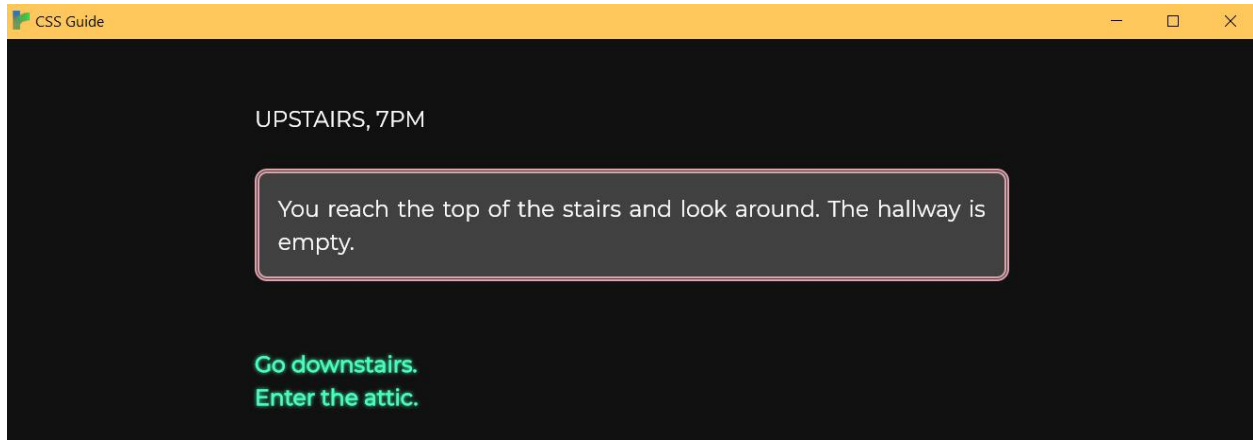 CSS Guide
UPSTAIRS, 7PM
You reach the top of the stairs and look around. The hallway is
empty.
Go downstairs.
Enter the attic.